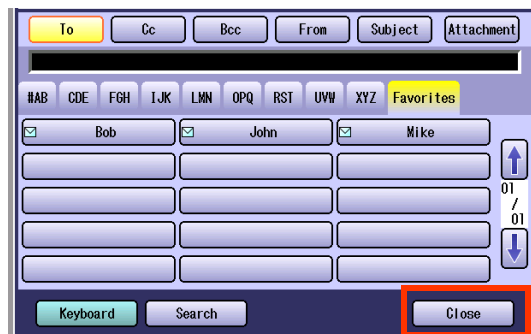 To Cc Bcc From Subject Attachment
#AB CDE FGH IJK LMN OPQ RST UVW XYZ Favorites
Bob John Mike
01
/
01
Keyboard Search Close